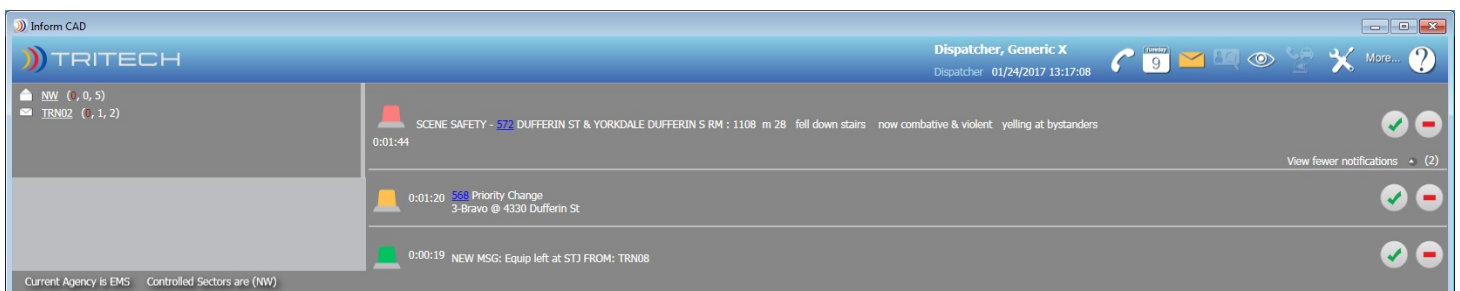 Inform CAD
TRITECH
Dispatcher, Generic X
Dispatcher 01/24/2017 13:17:08
Tuesday
9
More...
?
NW (0, 0, 5)
TRN02 (0, 1, 2)
SCENE SAFETY - 572 DUFFERIN ST & YORKDALE DUFFERIN S RM : 1108 m 28 fell down stairs now combative & violent yelling at bystanders
0:01:44
View fewer notifications (2)
0:01:20 568 Priority Change
3-Bravo @ 4330 Dufferin St
0:00:19 NEW MSG: Equip left at STJ FROM: TRN08
Current Agency is EMS Controlled Sectors are (NW)